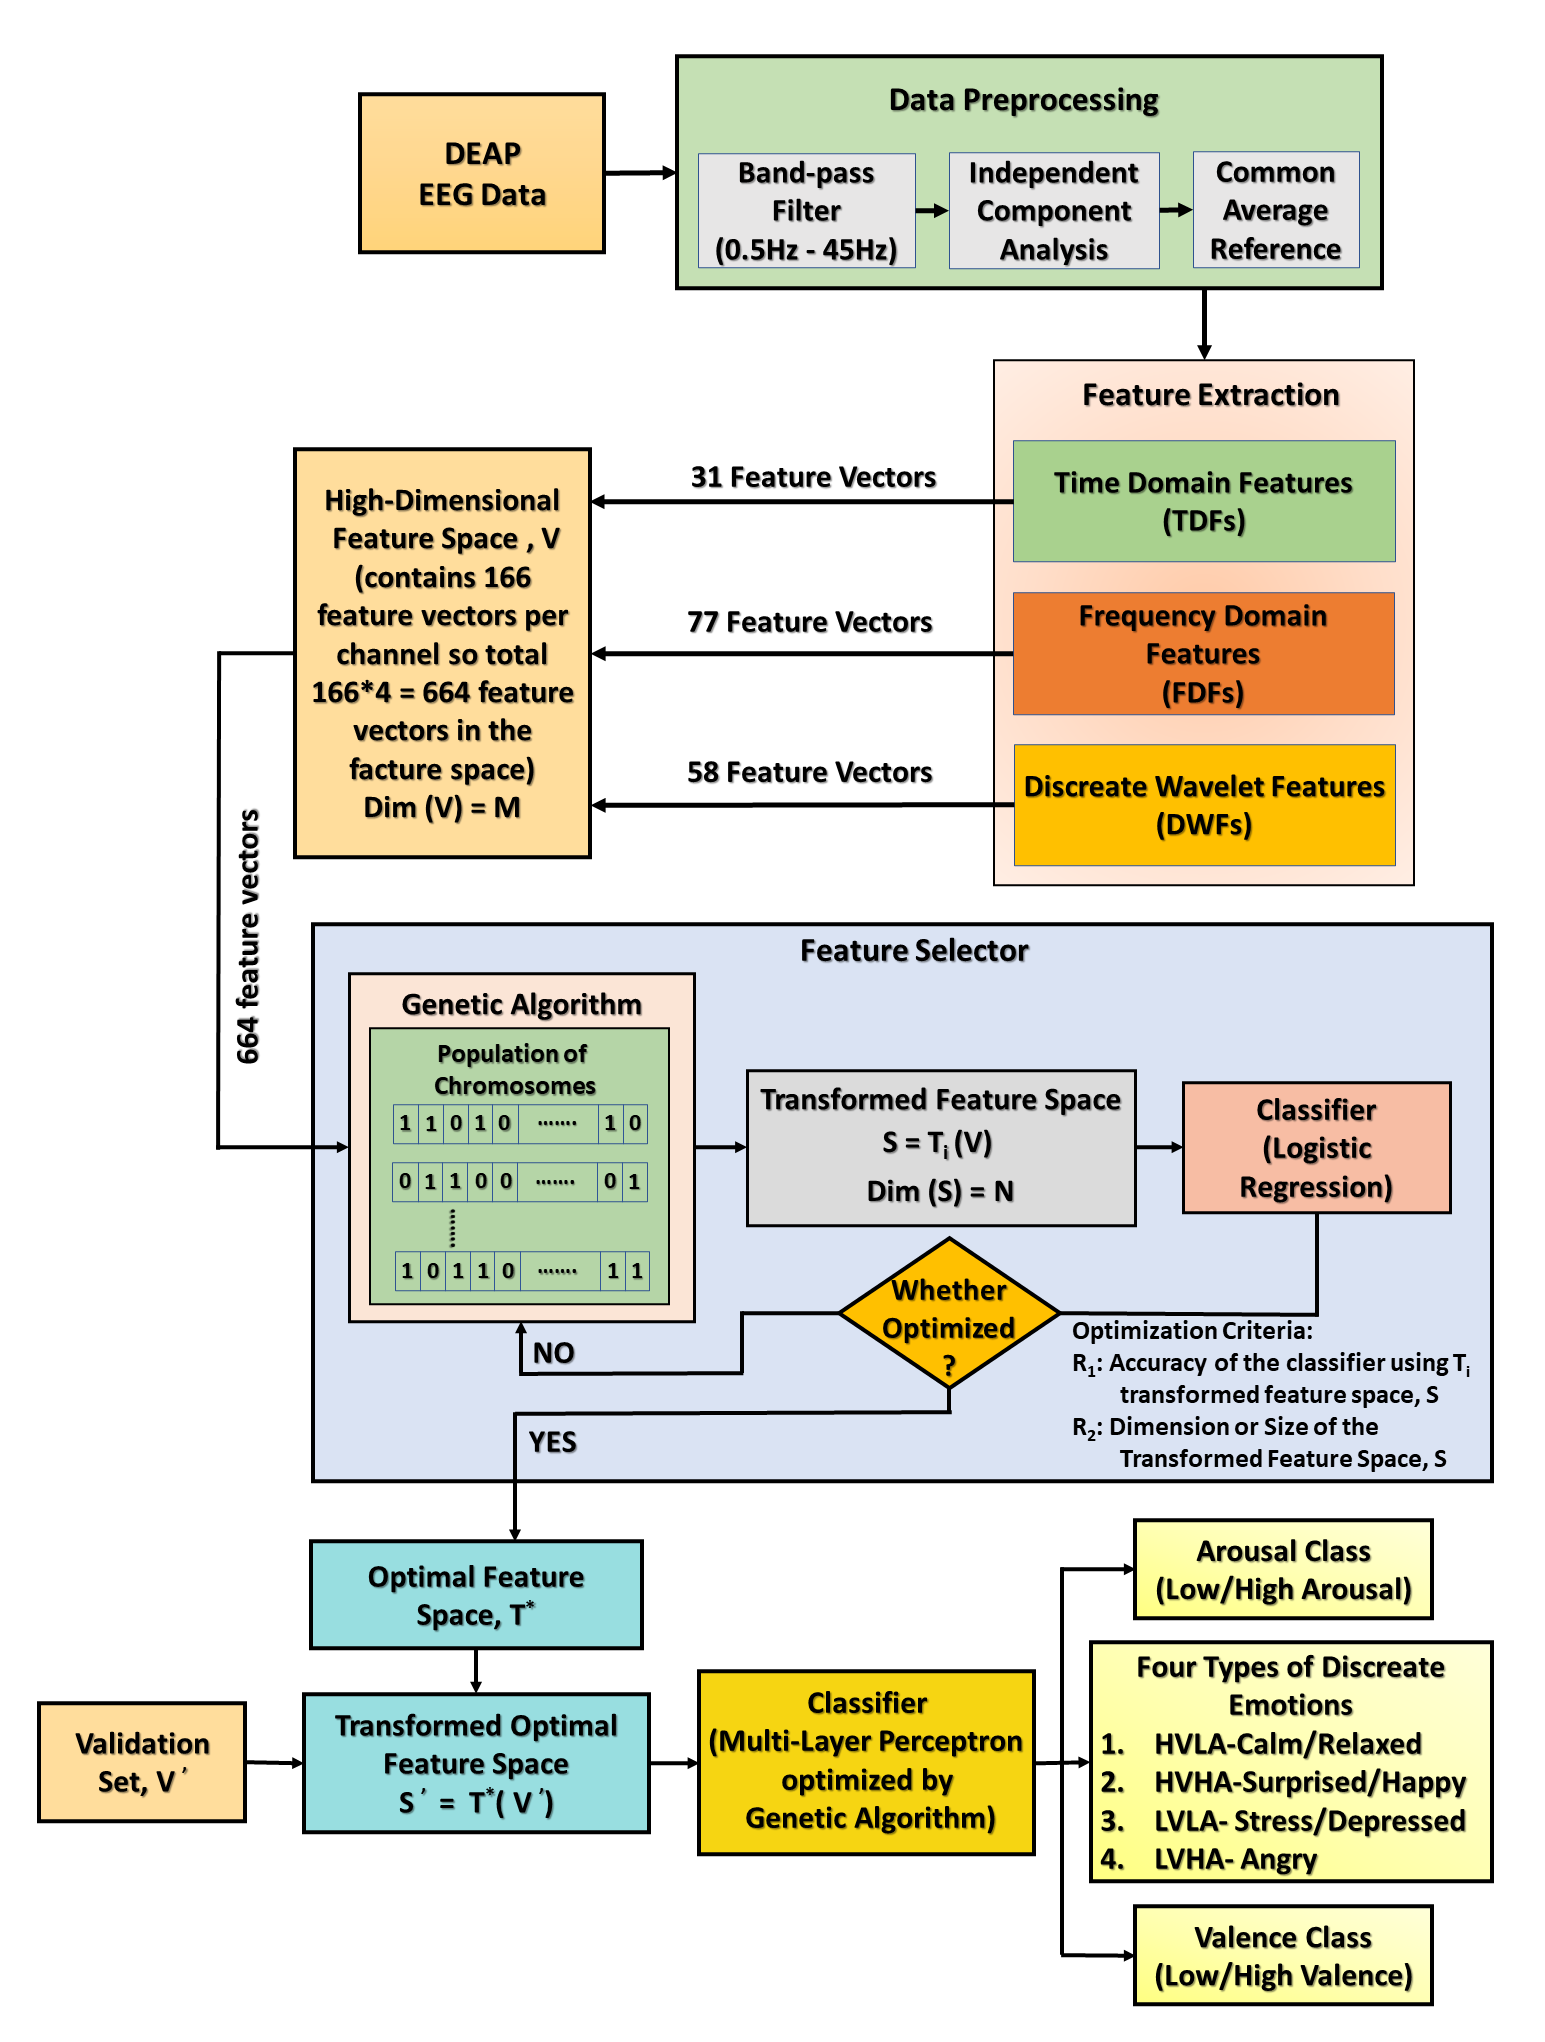 DEAP
EEG Data
Data Preprocessing
Band-pass
Filter
(0.5Hz - 45Hz)
Independent
Component
Analysis
Common
Average
Reference
Feature Extraction
Time Domain Features
(TDFs)
Frequency Domain
Features
(FDFs)
Discreate Wavelet Features
(DWFs)
31 Feature Vectors
77 Feature Vectors
58 Feature Vectors
High-Dimensional
Feature Space , V
(contains 166
feature vectors per
channel so total
166*4 = 664 feature
vectors in the
facture space)
Dim (V) = M
664 feature vectors
Feature Selector
Genetic Algorithm
Population of
Chromosomes
1 1 0 1 0 ....... 1 0
0 1 1 0 0 ....... 0 1
.......
1 0 1 1 0 ....... 1 1
Transformed Feature Space
S = Ti (V)
Dim (S) = N
Classifier
(Logistic
Regression)
Whether
Optimized
?
NO
YES
Optimization Criteria:
R1: Accuracy of the classifier using Ti
transformed feature space, S
R2: Dimension or Size of the
Transformed Feature Space, S
Optimal Feature
Space, T*
Validation
Set, V ′
Transformed Optimal
Feature Space
S ′ = T*( V ′)
Classifier
(Multi-Layer Perceptron
optimized by
Genetic Algorithm)
Arousal Class
(Low/High Arousal)
Four Types of Discreate
Emotions
1. HVLA-Calm/Relaxed
2. HVHA-Surprised/Happy
3. LVLA- Stress/Depressed
4. LVHA- Angry
Valence Class
(Low/High Valence)